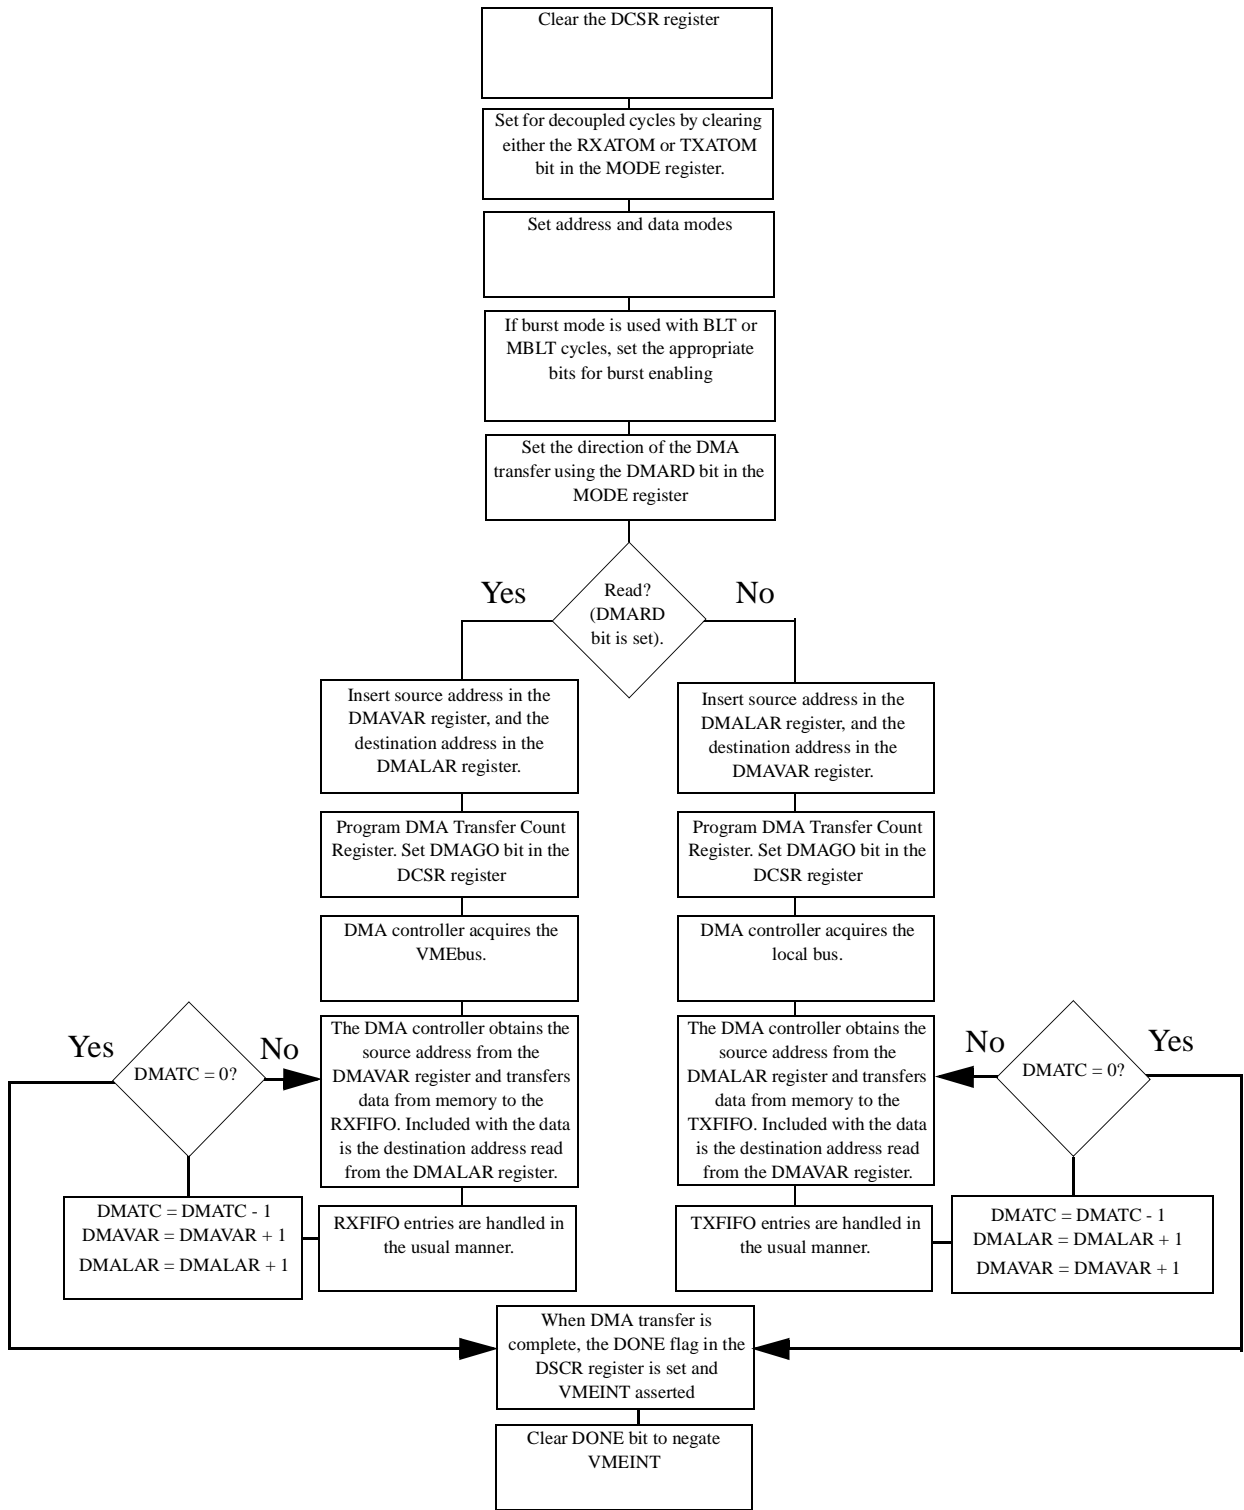 Clear the DCSR register
Set for decoupled cycles by clearing
either the RXATOM or TXATOM
bit in the MODE register.
Set address and data modes
If burst mode is used with BLT or
MBLT cycles, set the appropriate
bits for burst enabling
Set the direction of the DMA
transfer using the DMARD bit in the
MODE register
Read?
(DMARD
bit is set).
Yes
No
Insert source address in the
DMAVAR register, and the
destination address in the
DMALAR register.
Program DMA Transfer Count
Register. Set DMAGO bit in the
DCSR register
DMA controller acquires the
VMEbus.
The DMA controller obtains the
source address from the
DMAVAR register and transfers
data from memory to the
RXFIFO. Included with the data
is the destination address read
from the DMALAR register.
RXFIFO entries are handled in
the usual manner.
DMATC = DMATC - 1
DMAVAR = DMAVAR + 1
DMALAR = DMALAR + 1
DMATC = 0?
Yes
No
Insert source address in the
DMALAR register, and the
destination address in the
DMAVAR register.
Program DMA Transfer Count
Register. Set DMAGO bit in the
DCSR register
DMA controller acquires the
local bus.
The DMA controller obtains the
source address from the
DMALAR register and transfers
data from memory to the
TXFIFO. Included with the data
is the destination address read
from the DMAVAR register.
TXFIFO entries are handled in
the usual manner.
DMATC = DMATC - 1
DMALAR = DMALAR + 1
DMAVAR = DMAVAR + 1
DMATC = 0?
No
Yes
When DMA transfer is
complete, the DONE flag in the
DSCR register is set and
VMEINT asserted
Clear DONE bit to negate
VMEINT